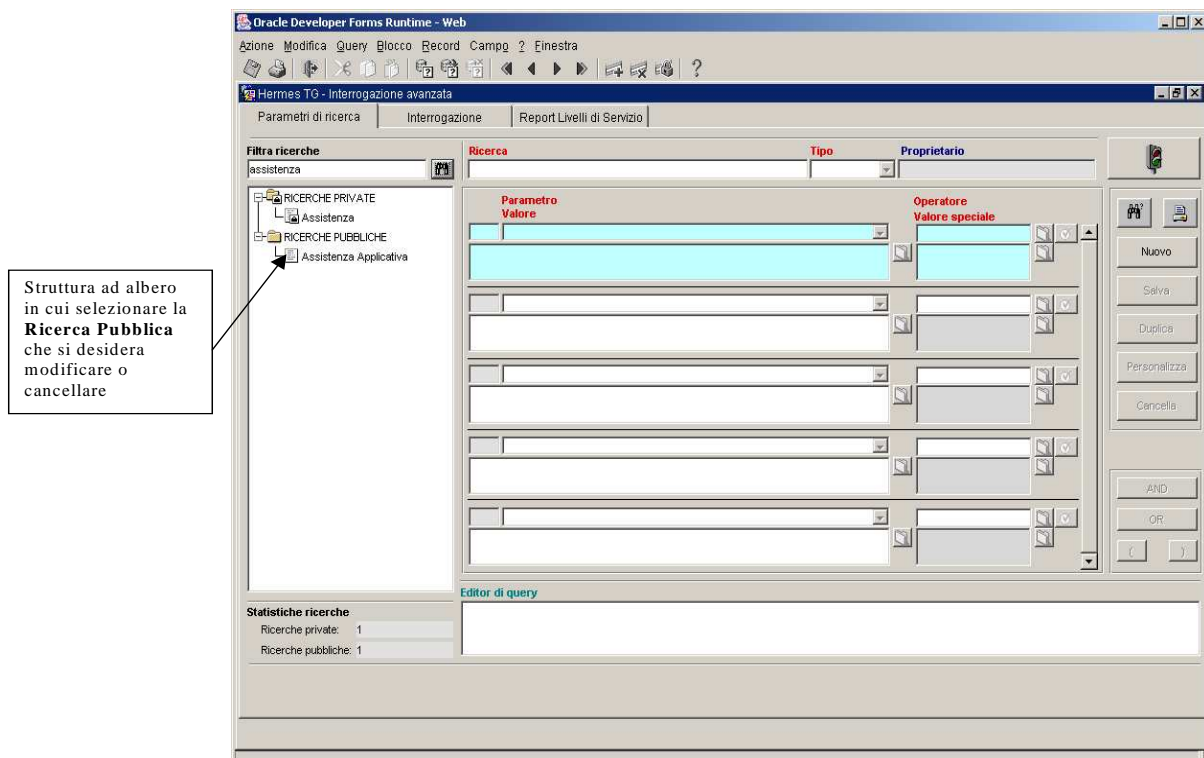 Oracle Developer Forms Runtime - Web
Azione Modifica Query Blocco Record Campo ? Finestra
Hermes TG - Interrogazione avanzata
Parametri di ricerca
Interrogazione
Report Livelli di Servizio
Filtra ricerche
assistenza
Ricerca
Tipo
Proprietario
RICERCHE PRIVATE
Assistenza
RICERCHE PUBBLICHE
Assistenza Applicativa
Parametro
Valore
Operatore
Valore speciale
Nuovo
Salva
Duplica
Personalizza
Cancella
AND
OR
(
)
Struttura ad albero
in cui selezionare la
Ricerca Pubblica
che si desidera
modificare o
cancellare
Editor di query
Statistiche ricerche
Ricerche private: 1
Ricerche pubbliche: 1